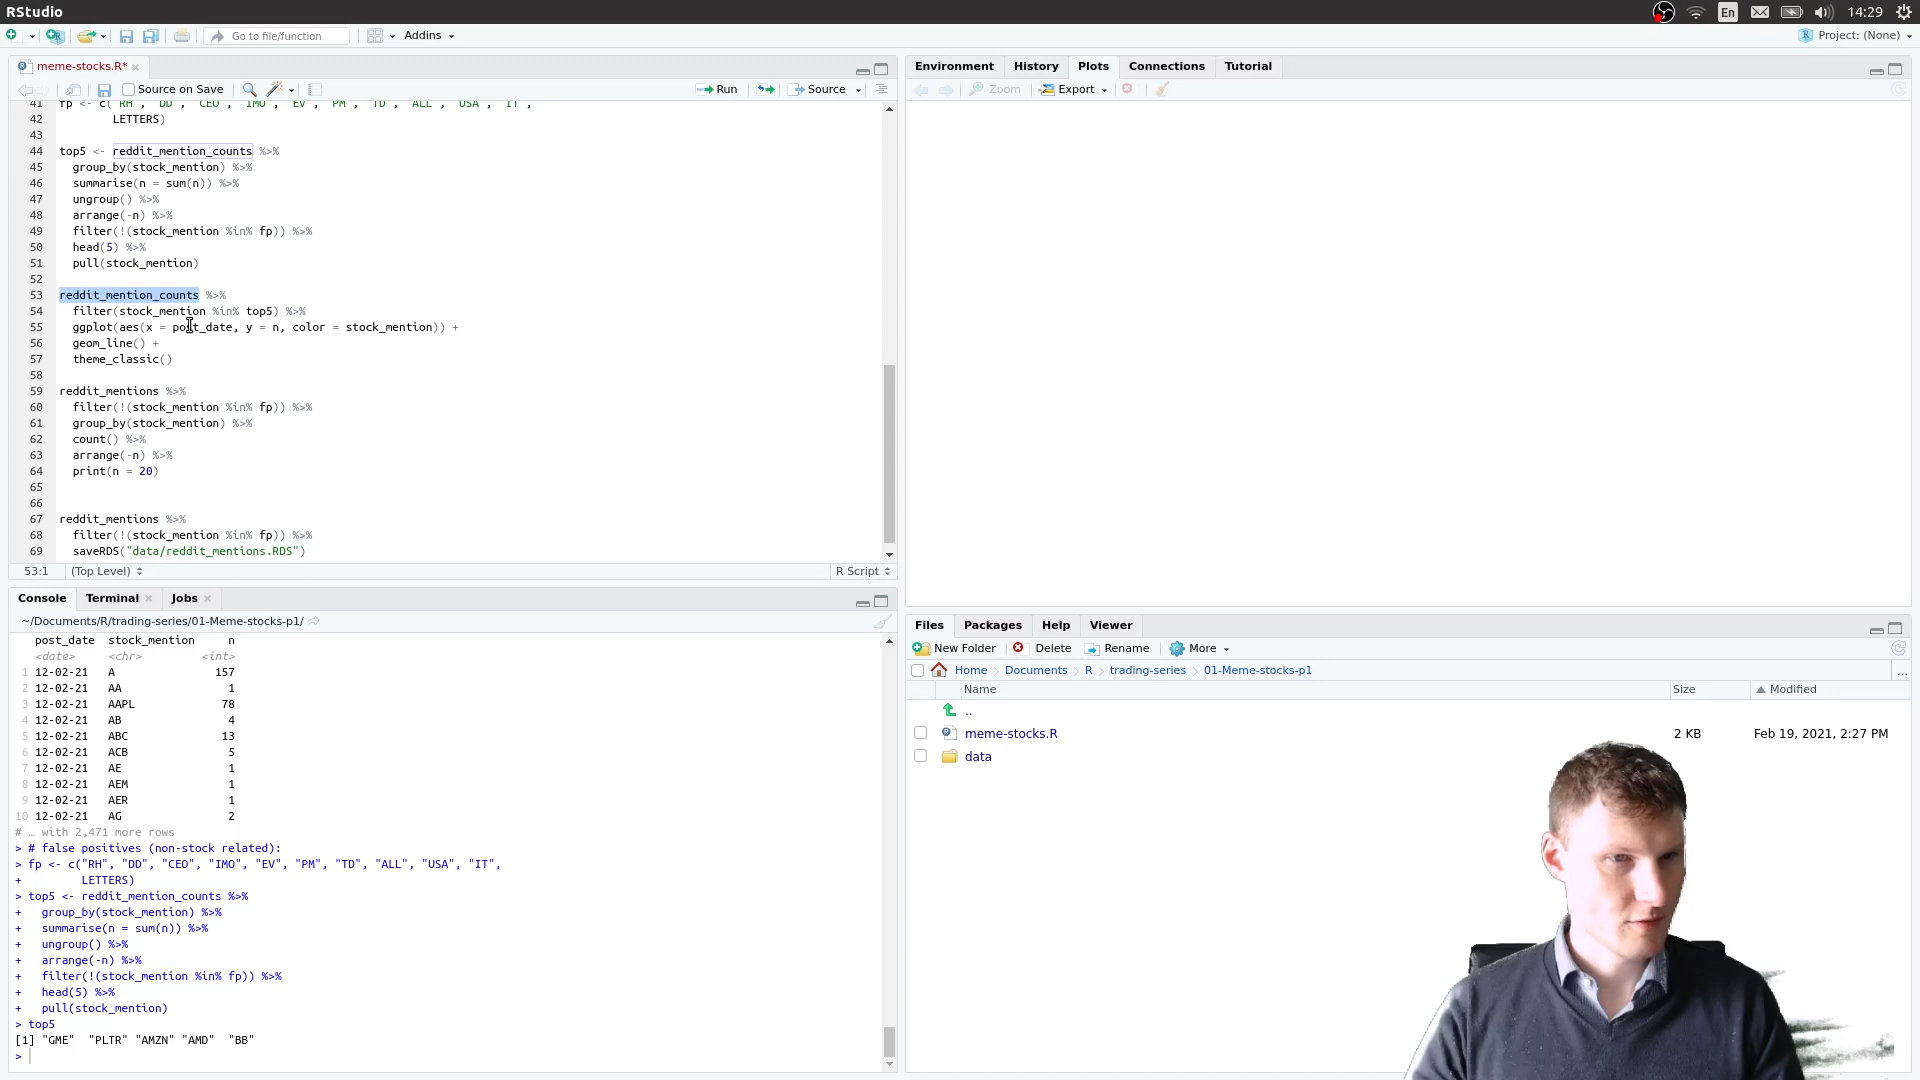 RStudio
En 14:29
Go to file/function Addins Project: (None)
meme-stocks.R*
Source on Save Run Source
41 fp <- c("RH", "DD", "CEO", "IMO", "EV", "PM", "TD", "ALL", "USA", "IT",
42 LETTERS)
43
44 top5 <- reddit_mention_counts %>%
45 group_by(stock_mention) %>%
46 summarise(n = sum(n)) %>%
47 ungroup() %>%
48 arrange(-n) %>%
49 filter(!(stock_mention %in% fp)) %>%
50 head(5) %>%
51 pull(stock_mention)
52
53 reddit_mention_counts %>%
54 filter(stock_mention %in% top5) %>%
55 ggplot(aes(x = post_date, y = n, color = stock_mention)) +
56 geom_line() +
57 theme_classic()
58
59 reddit_mentions %>%
60 filter(!(stock_mention %in% fp)) %>%
61 group_by(stock_mention) %>%
62 count() %>%
63 arrange(-n) %>%
64 print(n = 20)
65
66
67 reddit_mentions %>%
68 filter(!(stock_mention %in% fp)) %>%
69 saveRDS("data/reddit_mentions.RDS")
53:1 (Top Level) R Script
Console Terminal Jobs
~/Documents/R/trading-series/01-Meme-stocks-p1/
post_date stock_mention n
<date> <chr> <int>
1 12-02-21 A 157
2 12-02-21 AA 1
3 12-02-21 AAPL 78
4 12-02-21 AB 4
5 12-02-21 ABC 13
6 12-02-21 ACB 5
7 12-02-21 AE 1
8 12-02-21 AEM 1
9 12-02-21 AER 1
10 12-02-21 AG 2
# … with 2,471 more rows
> # false positives (non-stock related):
> fp <- c("RH", "DD", "CEO", "IMO", "EV", "PM", "TD", "ALL", "USA", "IT",
+ LETTERS)
> top5 <- reddit_mention_counts %>%
+ group_by(stock_mention) %>%
+ summarise(n = sum(n)) %>%
+ ungroup() %>%
+ arrange(-n) %>%
+ filter(!(stock_mention %in% fp)) %>%
+ head(5) %>%
+ pull(stock_mention)
> top5
[1] "GME" "PLTR" "AMZN" "AMD" "BB"
>
Environment History Plots Connections Tutorial
Zoom Export
Files Packages Help Viewer
New Folder Delete Rename More
Home Documents R trading-series 01-Meme-stocks-p1 ...
Name Size Modified
..
meme-stocks.R 2 KB Feb 19, 2021, 2:27 PM
data